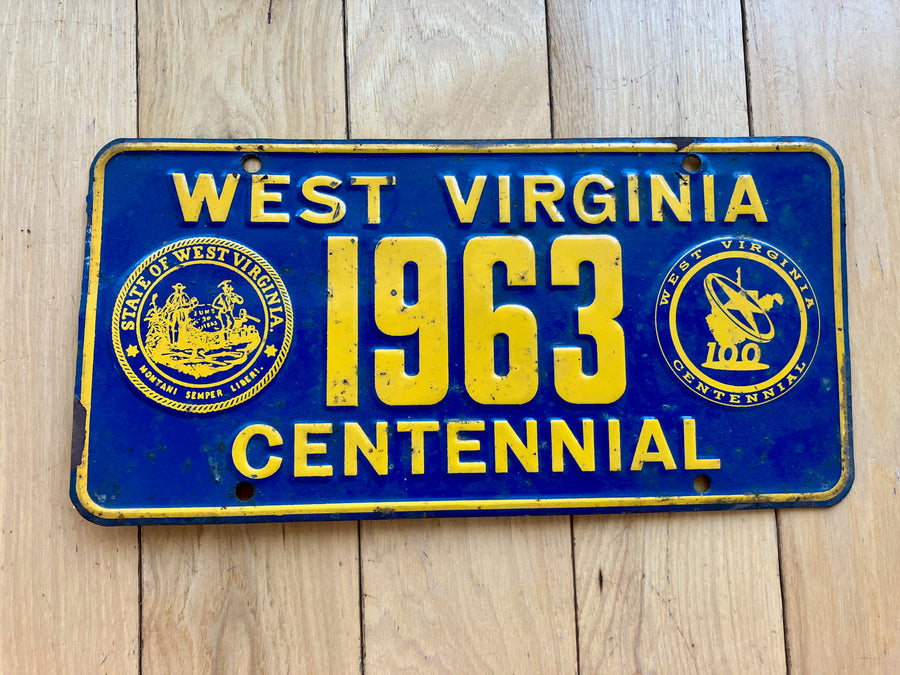 WEST VIRGINIA
STATE OF WEST VIRGINIA.
JUNE
20
1863
MONTANI SEMPER LIBERI.
1963
WEST VIRGINIA
100
CENTENNIAL
CENTENNIAL